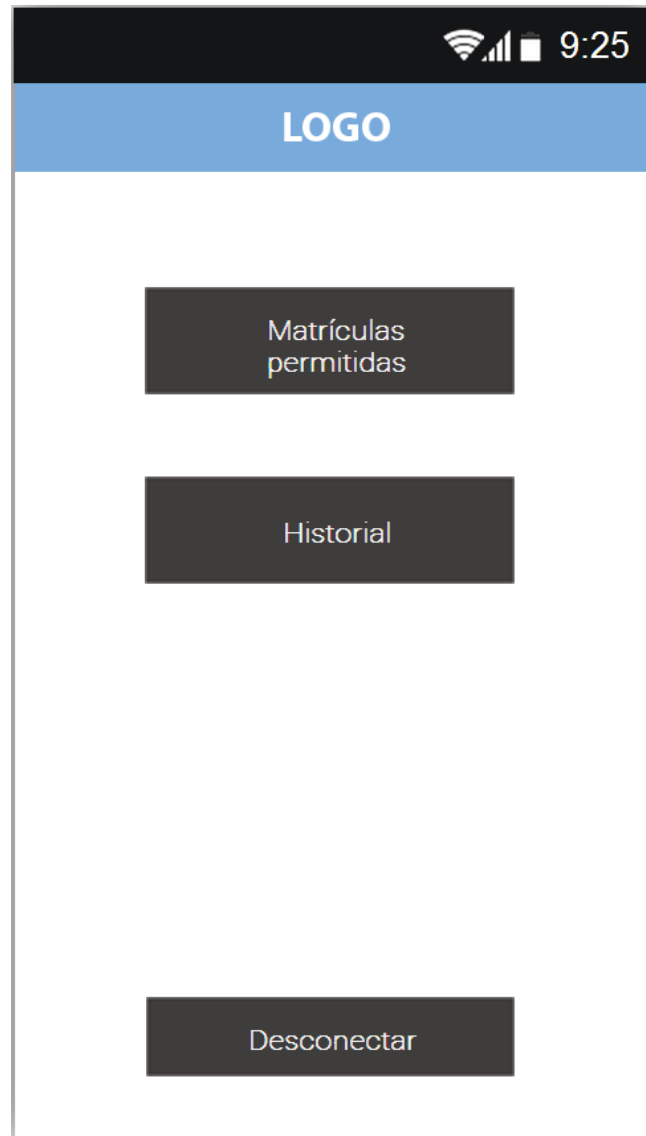 9:25
LOGO
Matrículas
permitidas
Historial
Desconectar